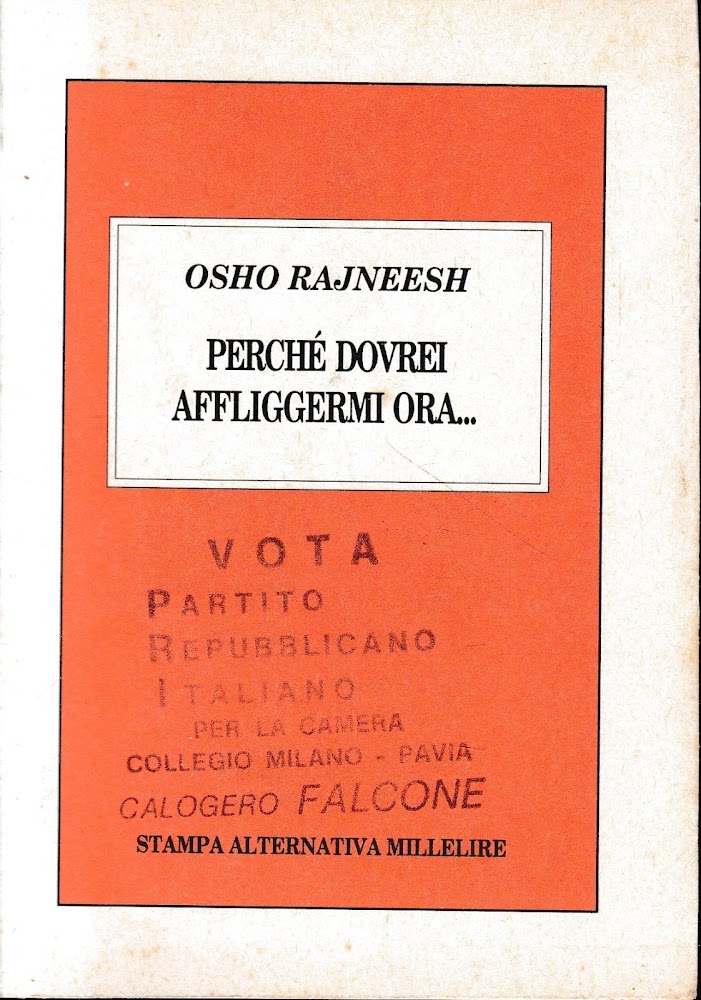 OSHO RAJNEESH
PERCHÉ DOVREI
AFFLIGGERMI ORA...
VOTA
PARTITO
REPUBBLICANO
ITALIANO
PER LA CAMERA
COLLEGIO MILANO - PAVIA
CALOGERO FALCONE
STAMPA ALTERNATIVA MILLELIRE